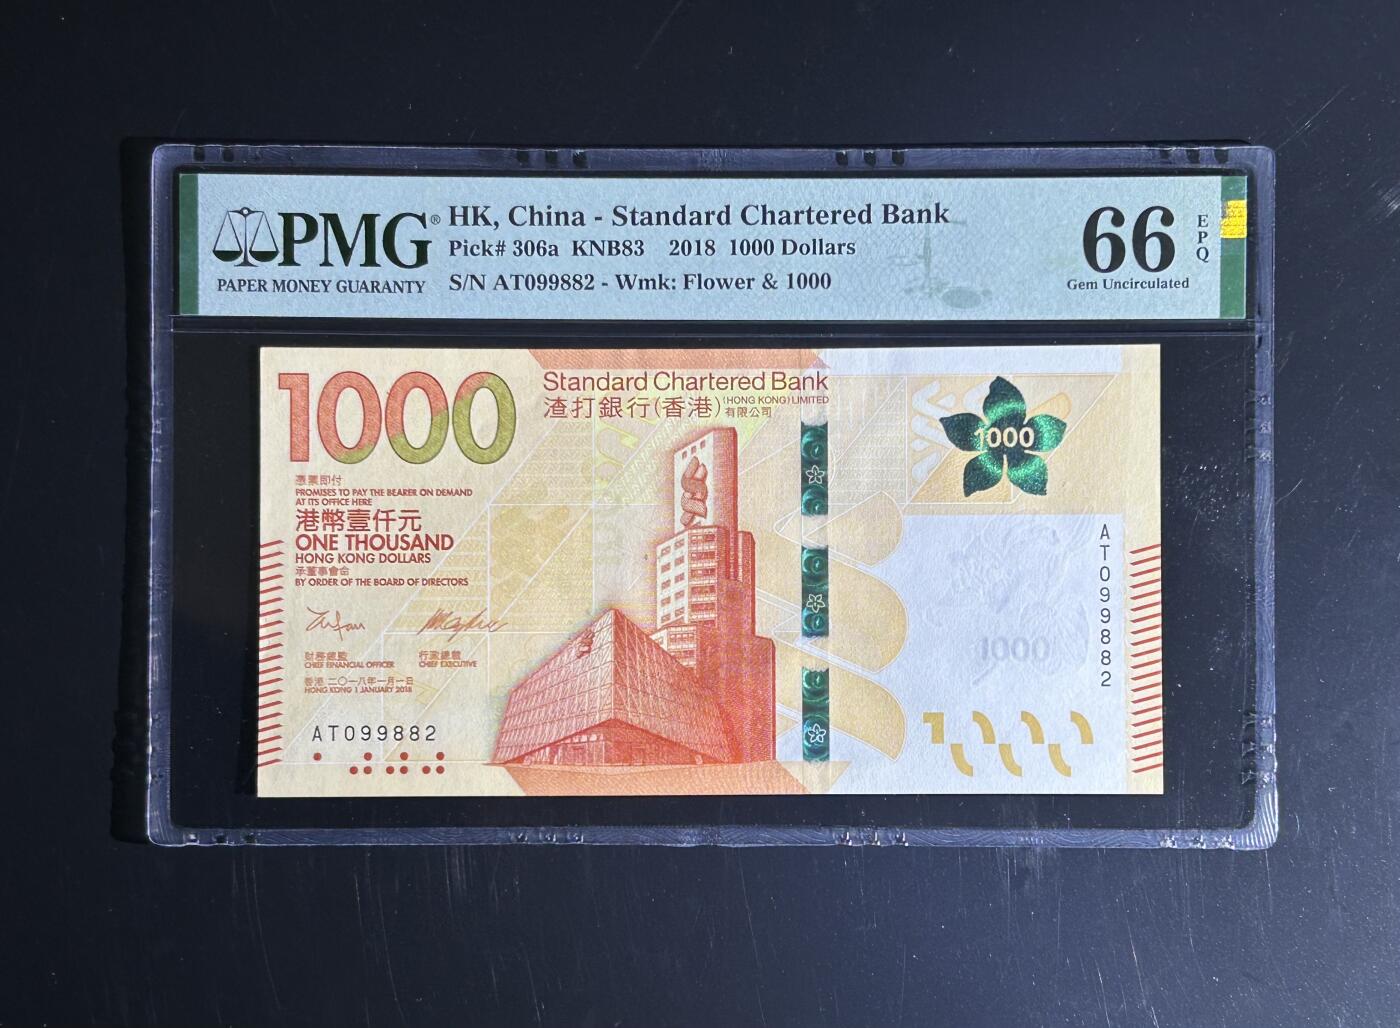 PMG®
PAPER MONEY GUARANTY
HK, China - Standard Chartered Bank
Pick# 306a KNB83 2018 1000 Dollars
S/N AT099882 - Wmk: Flower & 1000
66
EPQ
Gem Uncirculated
1000
Standard Chartered Bank
(HONG KONG) LIMITED
渣打銀行(香港)有限公司
憑票即付
PROMISES TO PAY THE BEARER ON DEMAND
AT ITS OFFICE HERE
港幣壹仟元
ONE THOUSAND
HONG KONG DOLLARS
承董事會命
BY ORDER OF THE BOARD OF DIRECTORS
財務總監
CHIEF FINANCIAL OFFICER
行政總裁
CHIEF EXECUTIVE
香港 二〇一八年一月一日
HONG KONG 1 JANUARY 2018
AT099882
1000
AT099882
1000
1000